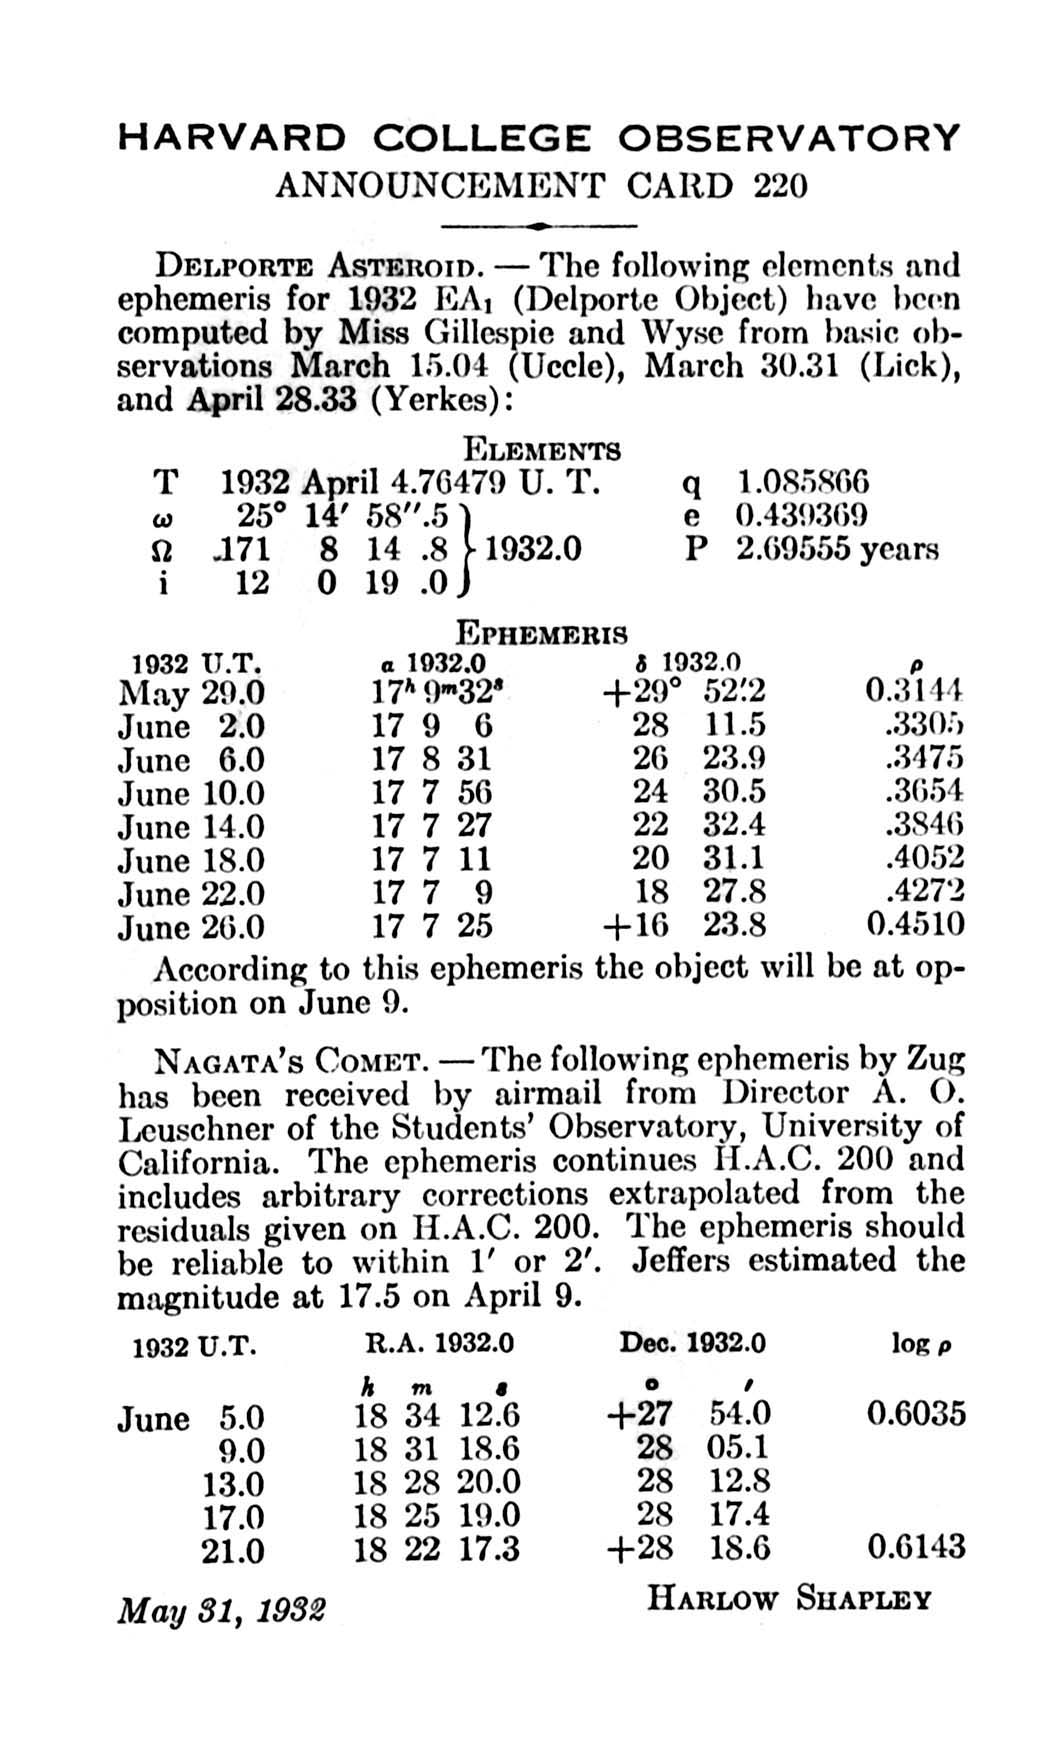 HARVARD COLLEGE OBSERVATORY
ANNOUNCEMENT CARD 220
DELPORTE ASTEROID. — The following elements and
ephemeris for 1932 EA₁ (Delporte Object) have been
computed by Miss Gillespie and Wyse from basic ob-
servations March 15.04 (Uccle), March 30.31 (Lick),
and April 28.33 (Yerkes):
ELEMENTS
T 1932 April 4.76479 U. T. q 1.085866
ω 25° 14′ 58″.5 e 0.439369
Ω 171 8 14 .8 } 1932.0 P 2.69555 years
i 12 0 19 .0
EPHEMERIS
1932 U.T. α 1932.0 δ 1932.0 ρ
May 29.0 17ʰ 9ᵐ32ˢ +29° 52′.2 0.3144
June 2.0 17 9 6 28 11.5 .3305
June 6.0 17 8 31 26 23.9 .3475
June 10.0 17 7 56 24 30.5 .3654
June 14.0 17 7 27 22 32.4 .3846
June 18.0 17 7 11 20 31.1 .4052
June 22.0 17 7 9 18 27.8 .4272
June 26.0 17 7 25 +16 23.8 0.4510
According to this ephemeris the object will be at op-
position on June 9.
NAGATA'S COMET. — The following ephemeris by Zug
has been received by airmail from Director A. O.
Leuschner of the Students' Observatory, University of
California. The ephemeris continues H.A.C. 200 and
includes arbitrary corrections extrapolated from the
residuals given on H.A.C. 200. The ephemeris should
be reliable to within 1′ or 2′. Jeffers estimated the
magnitude at 17.5 on April 9.
1932 U.T. R.A. 1932.0 Dec. 1932.0 log ρ
h m s ° ′
June 5.0 18 34 12.6 +27 54.0 0.6035
9.0 18 31 18.6 28 05.1
13.0 18 28 20.0 28 12.8
17.0 18 25 19.0 28 17.4
21.0 18 22 17.3 +28 18.6 0.6143
May 31, 1932 HARLOW SHAPLEY